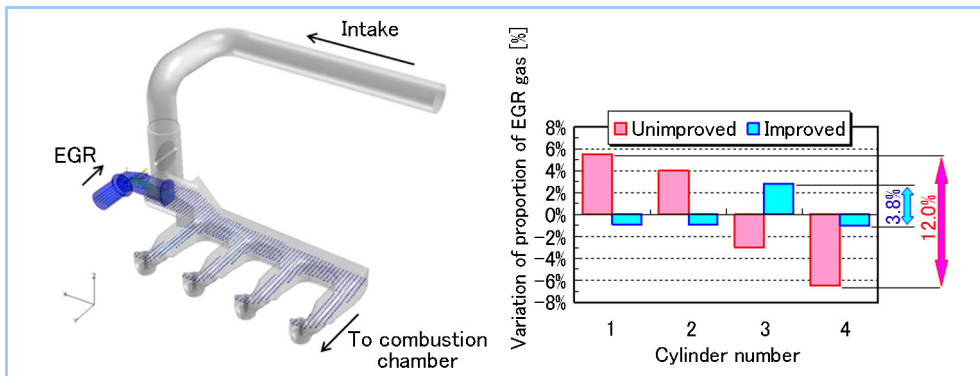 Intake
EGR
To combustion
chamber
z
x
y
Variation of proportion of EGR gas [%]
Unimproved
Improved
8%
6%
4%
2%
0%
-2%
-4%
-6%
-8%
1 2 3 4
Cylinder number
3.8%
12.0%